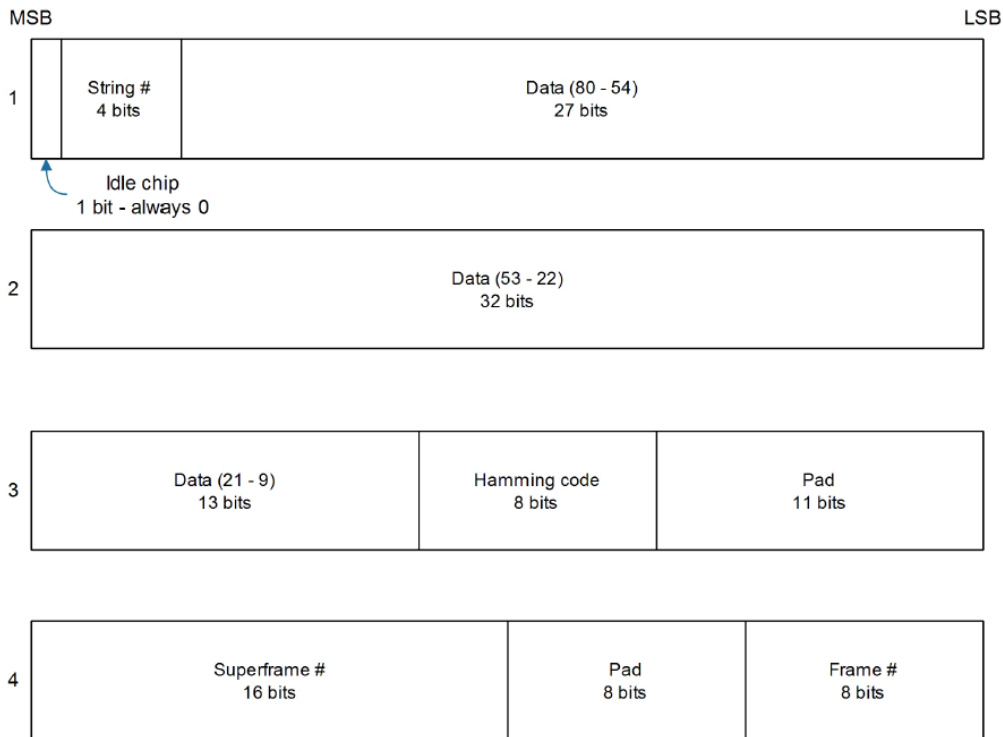 MSB
LSB
1
String #
4 bits
Data (80 - 54)
27 bits
Idle chip
1 bit - always 0
2
Data (53 - 22)
32 bits
3
Data (21 - 9)
13 bits
Hamming code
8 bits
Pad
11 bits
4
Superframe #
16 bits
Pad
8 bits
Frame #
8 bits